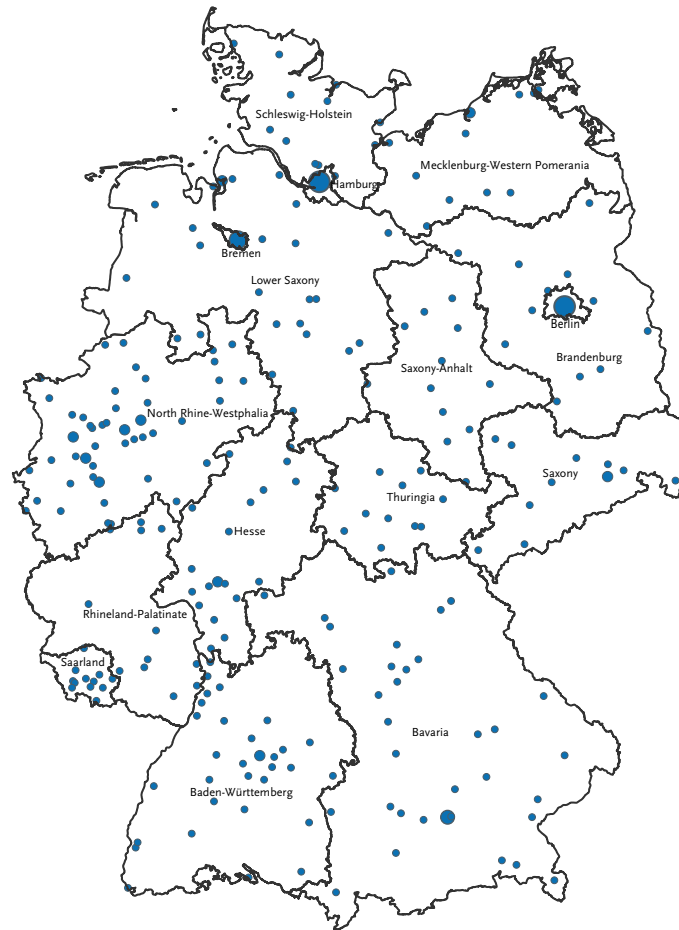 Schleswig-Holstein
Mecklenburg-Western Pomerania
Hamburg
Bremen
Lower Saxony
Berlin
Brandenburg
Saxony-Anhalt
North Rhine-Westphalia
Saxony
Thuringia
Hesse
Rhineland-Palatinate
Saarland
Bavaria
Baden-Württemberg